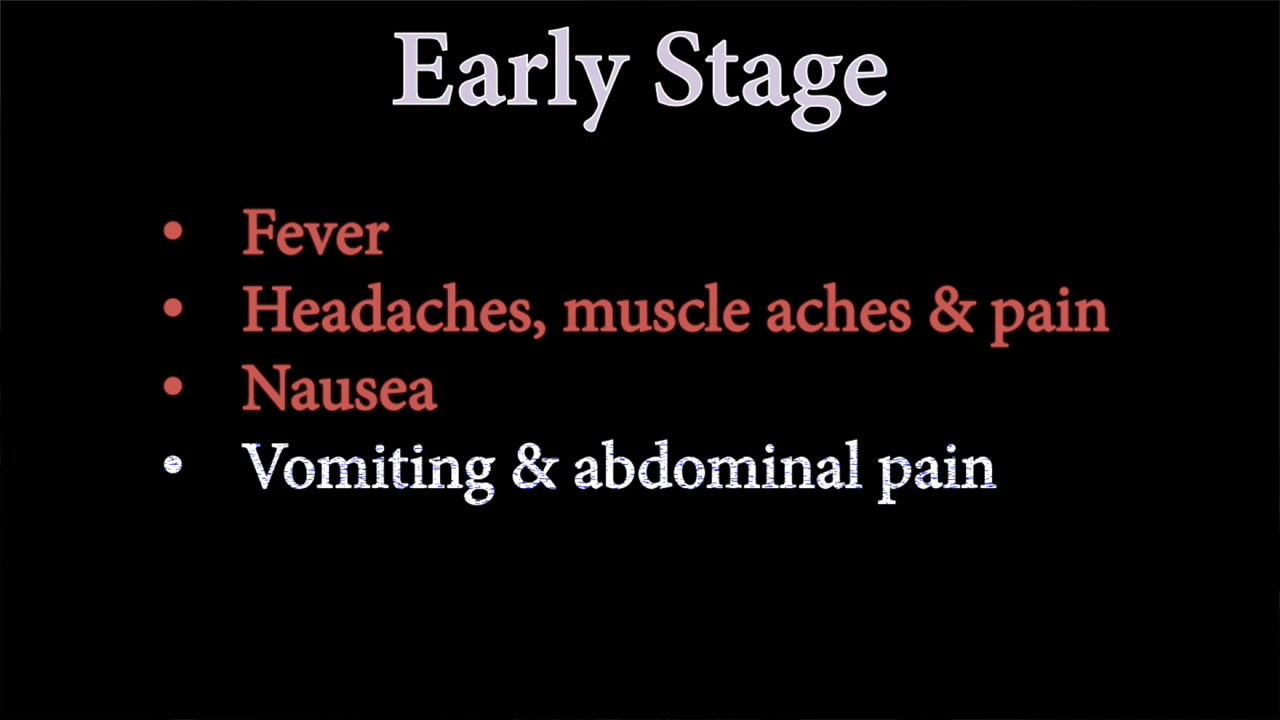 Early Stage
• Fever
• Headaches, muscle aches & pain
• Nausea
• Vomiting & abdominal pain